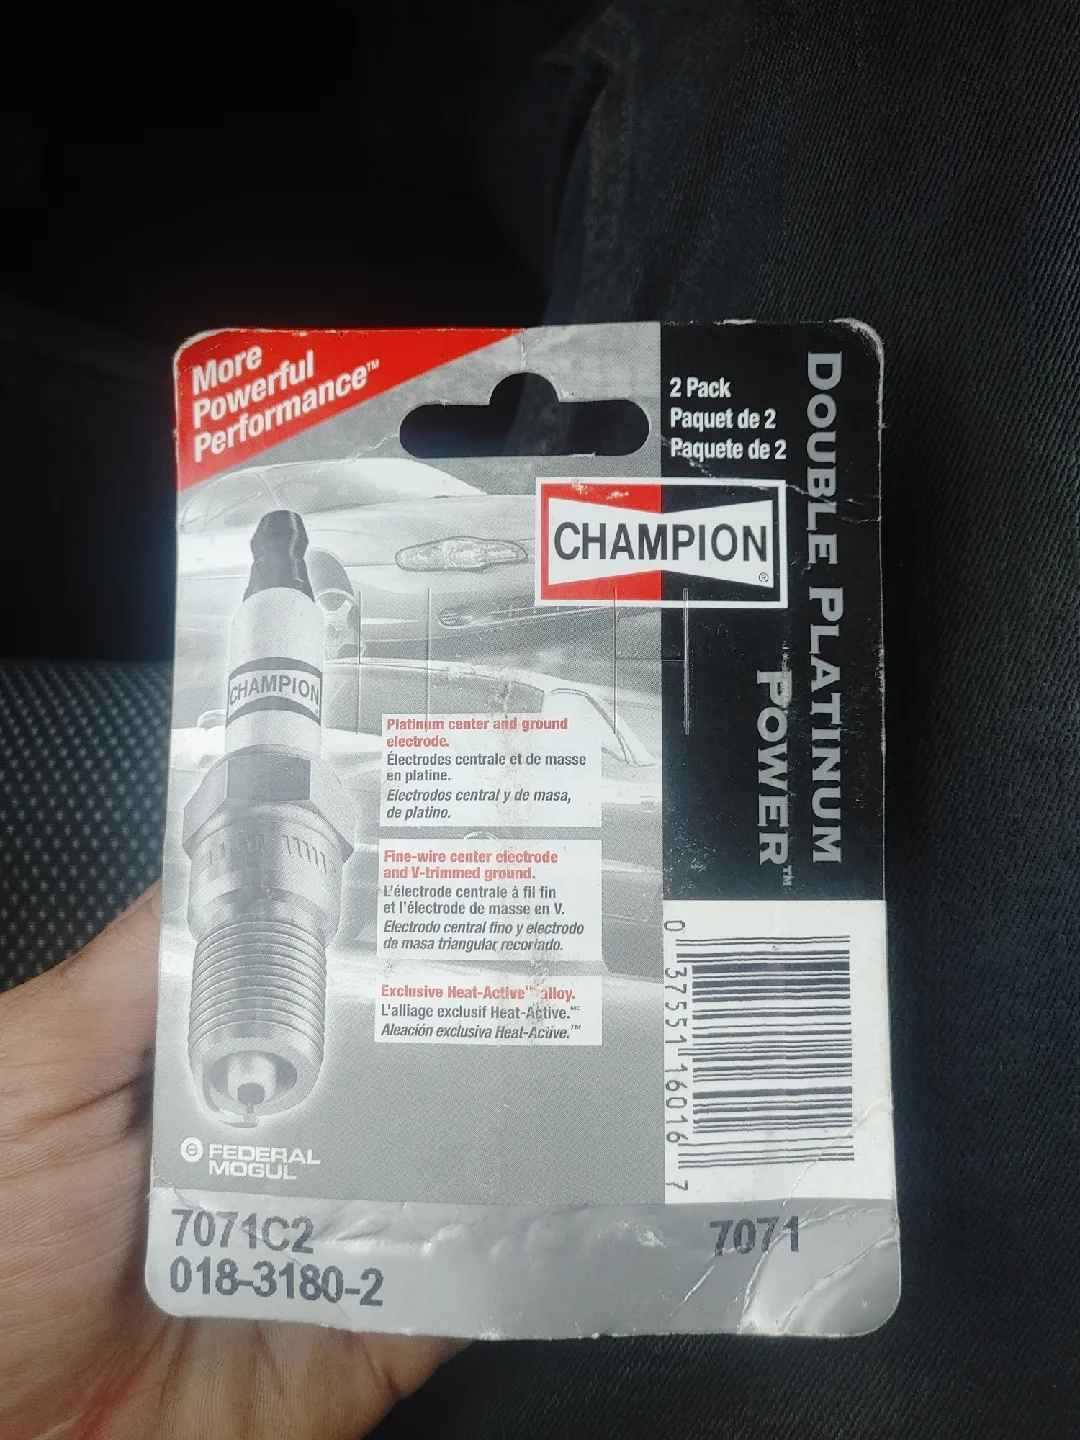 More
Powerful
Performance™
2 Pack
Paquet de 2
Paquete de 2
CHAMPION®
DOUBLE PLATINUM
POWER™
CHAMPION
Platinum center and ground
electrode.
Électrodes centrale et de masse
en platine.
Electrodos central y de masa,
de platino.
Fine-wire center electrode
and V-trimmed ground.
L'électrode centrale à fil fin
et l'électrode de masse en V.
Electrodo central fino y electrodo
de masa triangular recortado.
Exclusive Heat-Active™ alloy.
L'alliage exclusif Heat-Active.MC
Aleación exclusiva Heat-Active.™
0 37551 16016 7
FEDERAL
MOGUL
7071C2
018-3180-2
7071